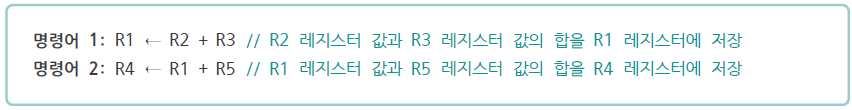 명령어 1: R1 ← R2 + R3 // R2 레지스터 값과 R3 레지스터 값의 합을 R1 레지스터에 저장
명령어 2: R4 ← R1 + R5 // R1 레지스터 값과 R5 레지스터 값의 합을 R4 레지스터에 저장